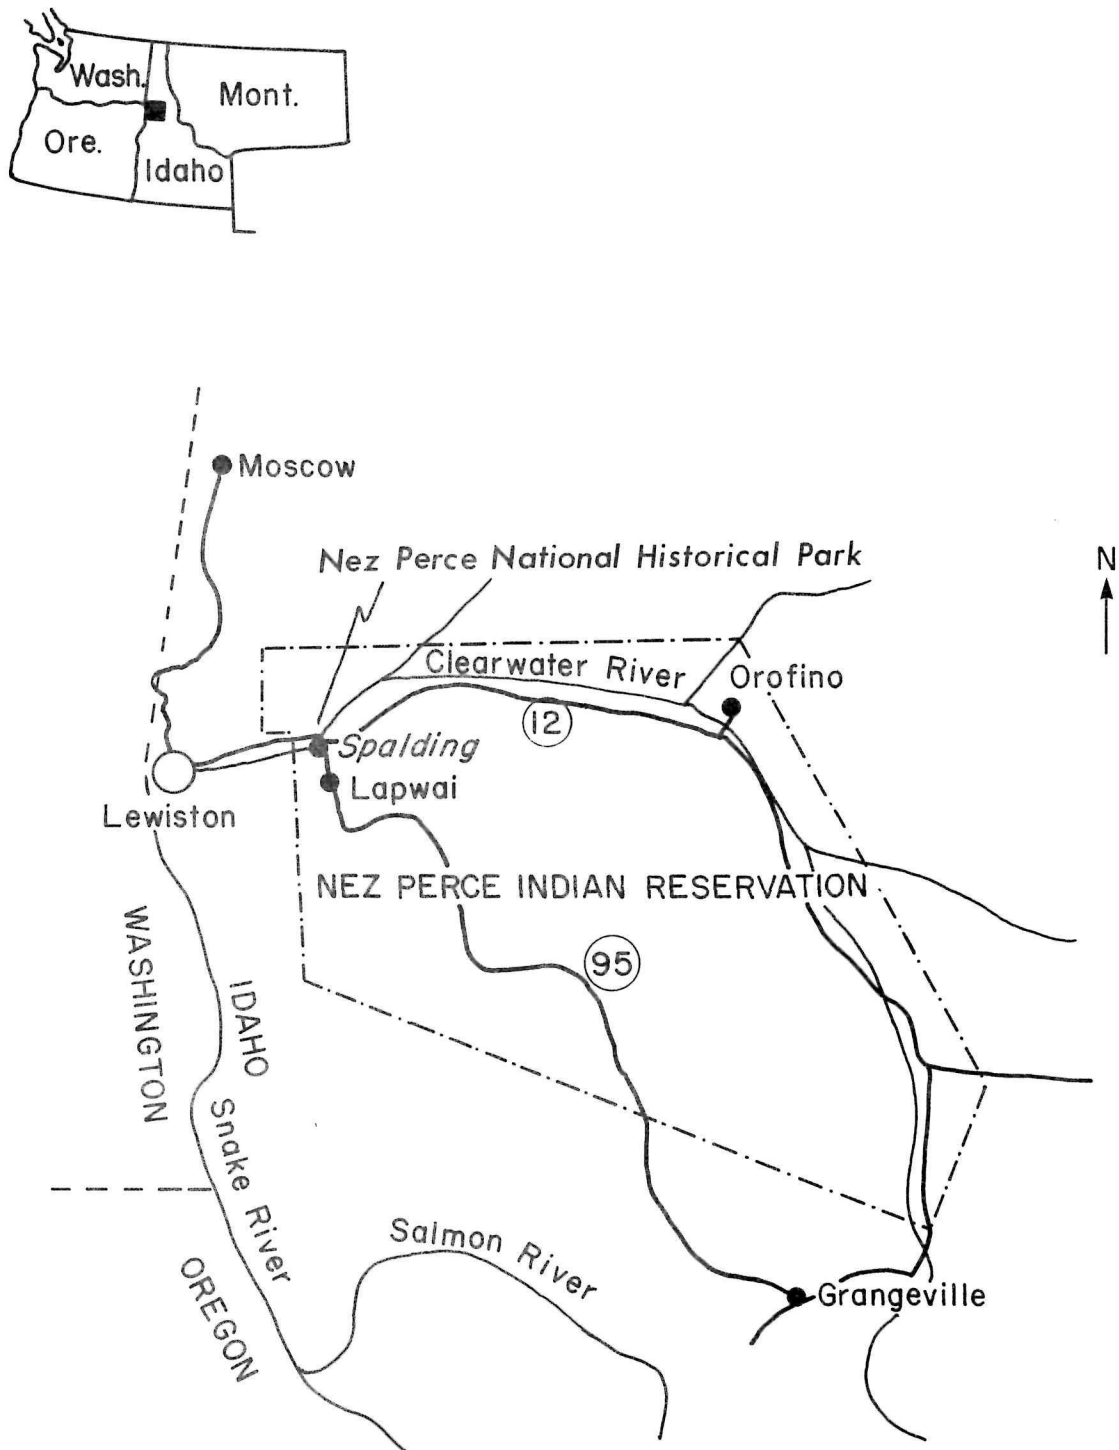 Wash.
Mont.
Ore.
Idaho
Moscow
Nez Perce National Historical Park
N
Clearwater River
Orofino
12
Spalding
Lapwai
Lewiston
NEZ PERCE INDIAN RESERVATION
95
WASHINGTON
IDAHO
Snake River
Salmon River
OREGON
Grangeville